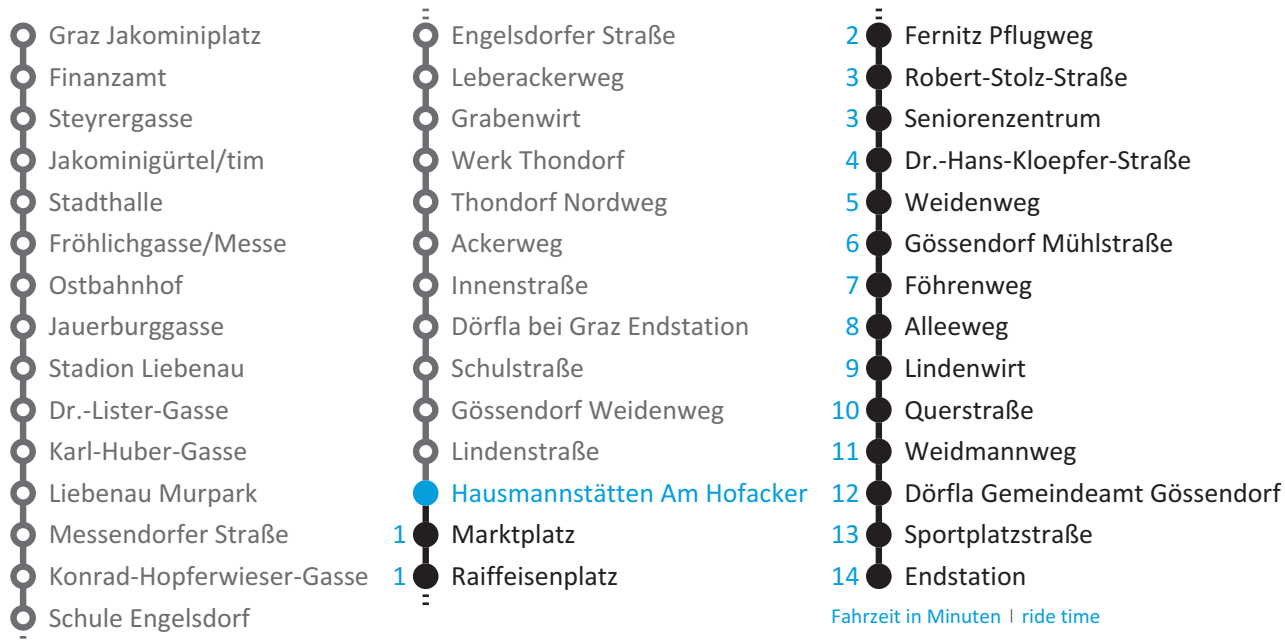 Graz Jakominiplatz
Finanzamt
Steyrergasse
Jakominigürtel/tim
Stadthalle
Fröhlichgasse/Messe
Ostbahnhof
Jauerburggasse
Stadion Liebenau
Dr.-Lister-Gasse
Karl-Huber-Gasse
Liebenau Murpark
Messendorfer Straße
Konrad-Hopferwieser-Gasse
Schule Engelsdorf
Engelsdorfer Straße
Leberackerweg
Grabenwirt
Werk Thondorf
Thondorf Nordweg
Ackerweg
Innenstraße
Dörfla bei Graz Endstation
Schulstraße
Gössendorf Weidenweg
Lindenstraße
Hausmannstätten Am Hofacker
1 Marktplatz
1 Raiffeisenplatz
2 Fernitz Pflugweg
3 Robert-Stolz-Straße
3 Seniorenzentrum
4 Dr.-Hans-Kloepfer-Straße
5 Weidenweg
6 Gössendorf Mühlstraße
7 Föhrenweg
8 Alleeweg
9 Lindenwirt
10 Querstraße
11 Weidmannweg
12 Dörfla Gemeindeamt Gössendorf
13 Sportplatzstraße
14 Endstation
Fahrzeit in Minuten | ride time